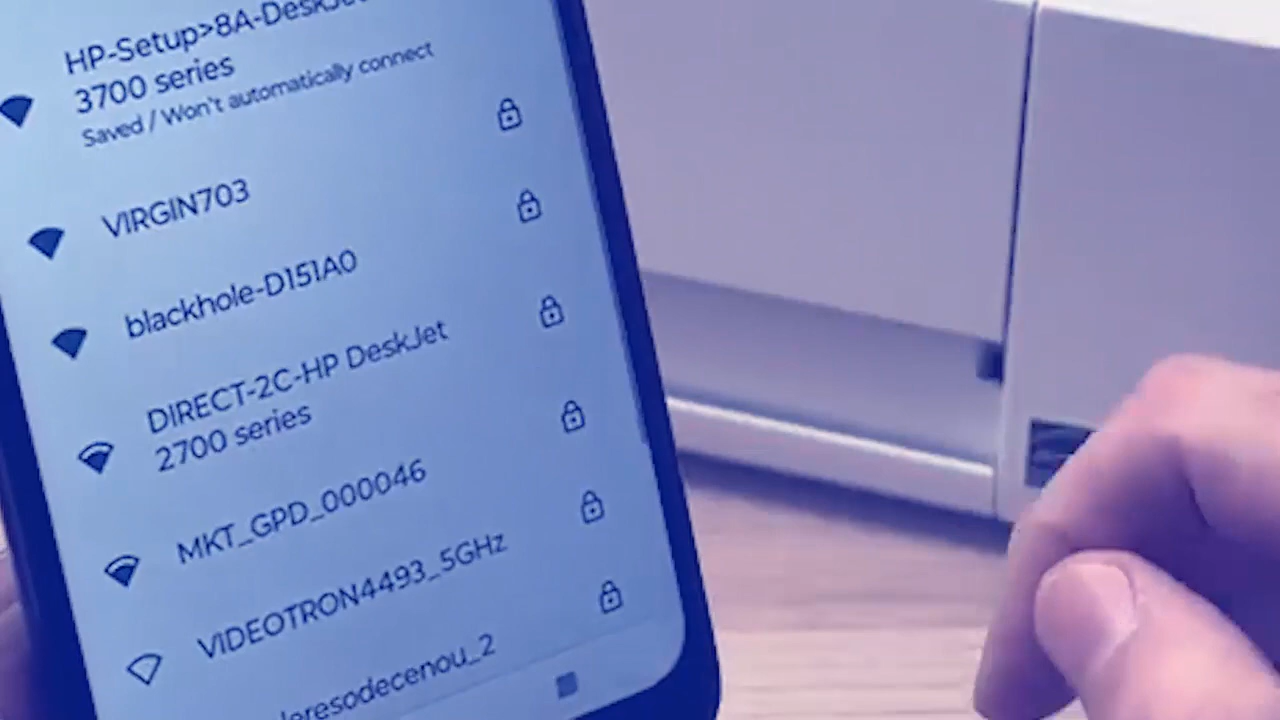 HP-Setup>8A-DeskJet
3700 series
Saved / Won't automatically connect
VIRGIN703
blackhole-D151A0
DIRECT-2C-HP DeskJet
2700 series
MKT_GPD_000046
VIDEOTRON4493_5GHz
leresodecenou_2